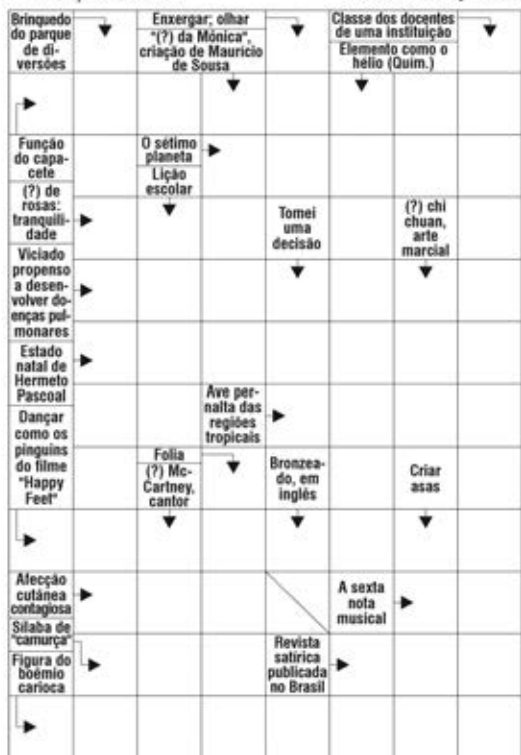 Brinquedo
do parque
de di-
versões
Enxergar; olhar
"(?) da Mônica",
criação de Mauricio
de Sousa
Classe dos docentes
de uma instituição
Elemento como o
hélio (Quím.)
Função
do capa-
cete
O sétimo
planeta
Lição
escolar
(?) de
rosas:
tranquili-
dade
Tomei
uma
decisão
(?) chi
chuan,
arte
marcial
Viciado
propenso
a desen-
volver do-
enças pul-
monares
Estado
natal de
Hermeto
Pascoal
Ave per-
nalta das
regiões
tropicais
Dançar
como os
pinguins
do filme
"Happy
Feet"
Folia
(?) Mc-
Cartney,
cantor
Bronzea-
do, em
inglês
Criar
asas
Afecção
cutânea
contagiosa
A sexta
nota
musical
Sílaba de
"camurça"
Revista
satírica
publicada
no Brasil
Figura do
boêmio
carioca